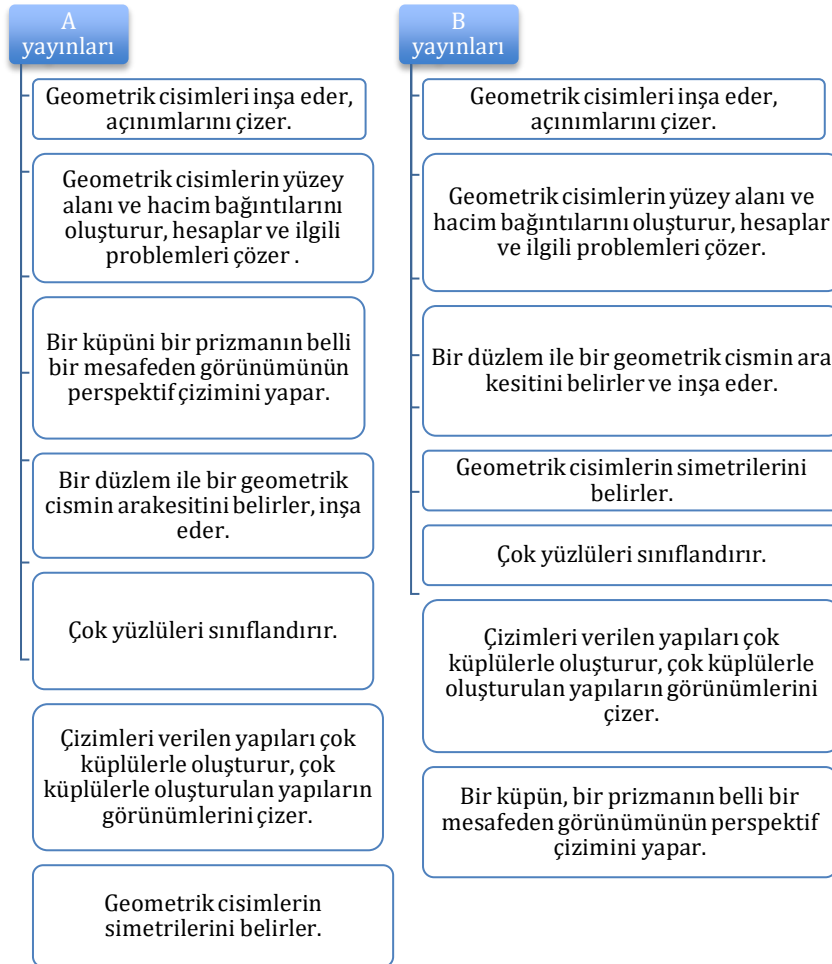 A
yayınları
Geometrik cisimleri inşa eder,
açınımlarını çizer.
Geometrik cisimlerin yüzey
alanı ve hacim bağıntılarını
oluşturur, hesaplar ve ilgili
problemleri çözer .
Bir küpüni bir prizmanın belli
bir mesafeden görünümünün
perspektif çizimini yapar.
Bir düzlem ile bir geometrik
cismin arakesitini belirler, inşa
eder.
Çok yüzlüleri sınıflandırır.
Çizimleri verilen yapıları çok
küplülerle oluşturur, çok
küplülerle oluşturulan yapıların
görünümlerini çizer.
Geometrik cisimlerin
simetrilerini belirler.
B
yayınları
Geometrik cisimleri inşa eder,
açınımlarını çizer.
Geometrik cisimlerin yüzey alanı ve
hacim bağıntılarını oluşturur, hesaplar
ve ilgili problemleri çözer.
Bir düzlem ile bir geometrik cismin ara
kesitini belirler ve inşa eder.
Geometrik cisimlerin simetrilerini
belirler.
Çok yüzlüleri sınıflandırır.
Çizimleri verilen yapıları çok
küplülerle oluşturur, çok küplülerle
oluşturulan yapıların görünümlerini
çizer.
Bir küpün, bir prizmanın belli bir
mesafeden görünümünün perspektif
çizimini yapar.